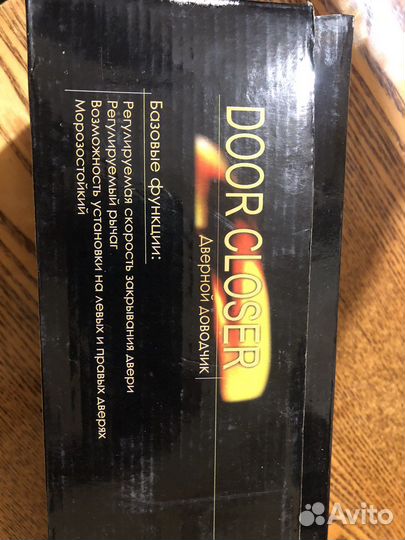 DOOR CLOSER
Дверной доводчик
Базовые функции:
Регулируемая скорость закрывания двери
Регулируемый рычаг
Возможность установки на левых и правых дверях
Морозостойкий
Avito